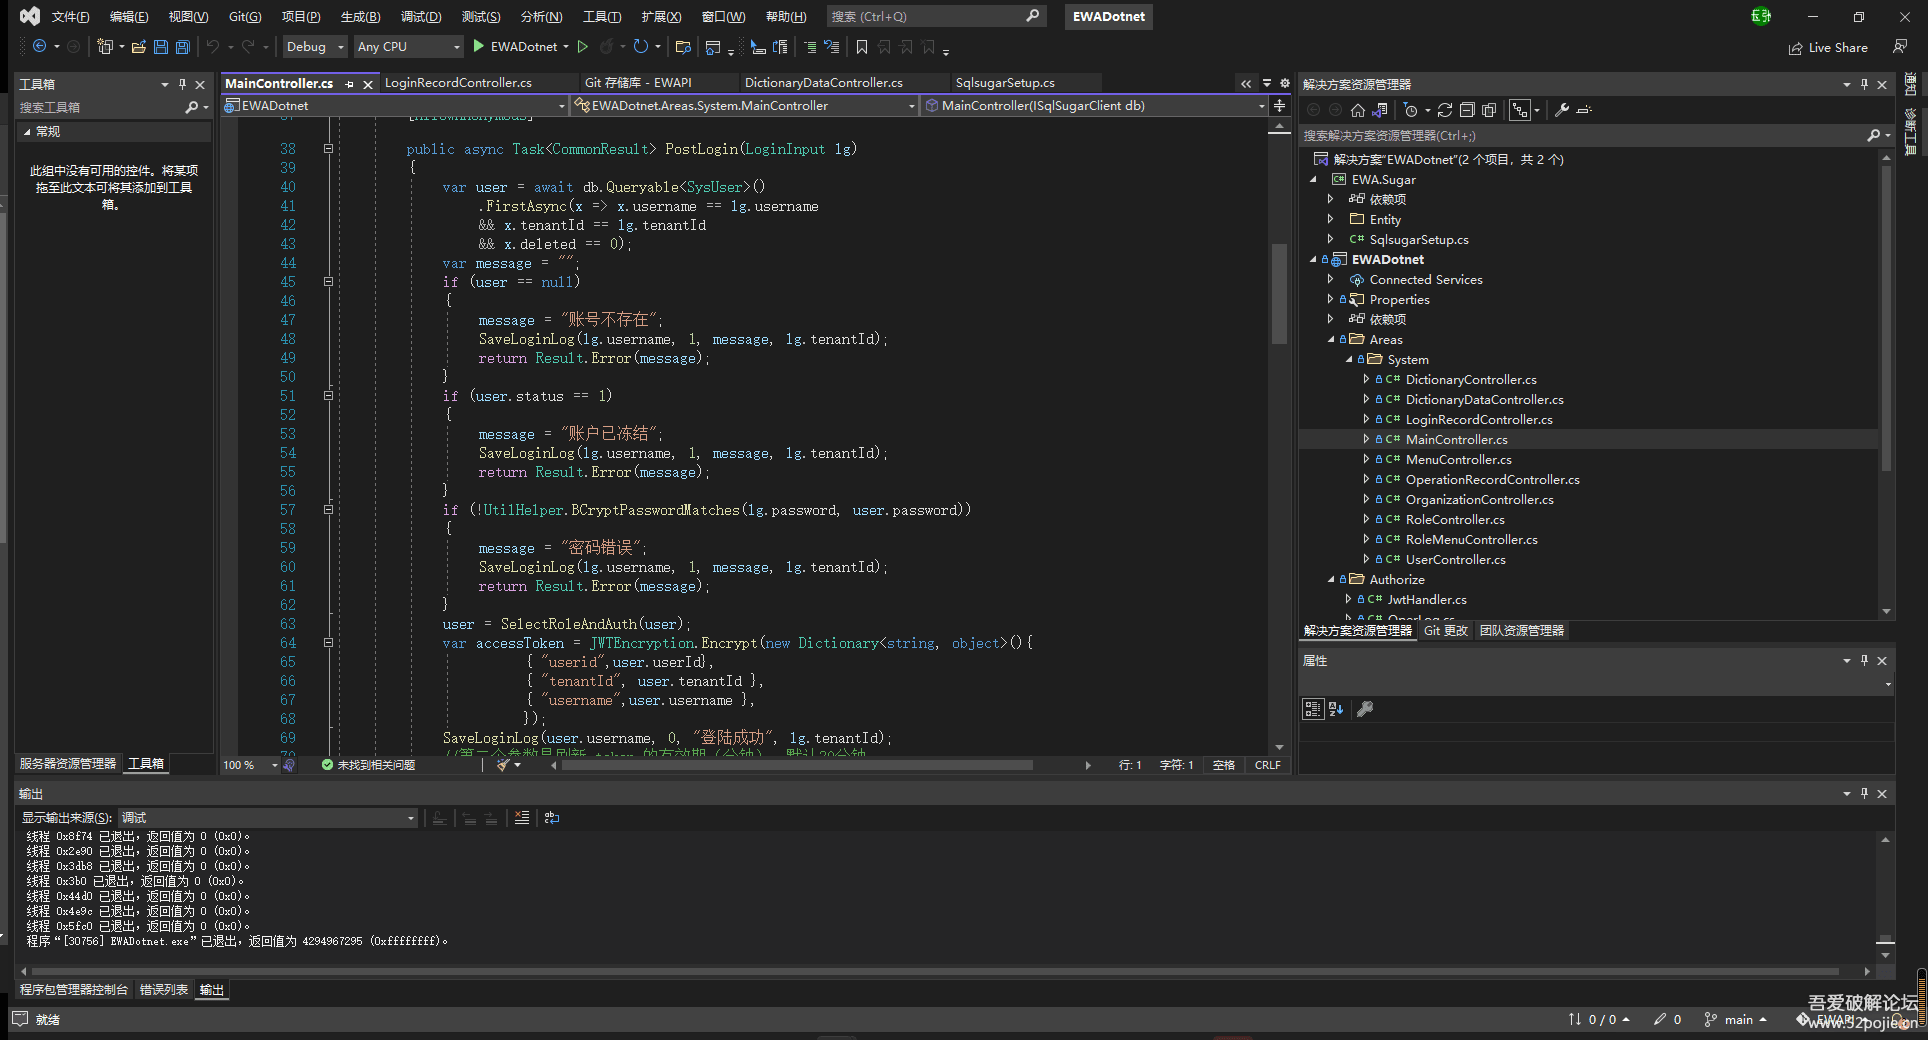 文件(F) 编辑(E) 视图(V) Git(G) 项目(P) 生成(B) 调试(D) 测试(S) 分析(N) 工具(T) 扩展(X) 窗口(W) 帮助(H) 搜索 (Ctrl+Q) EWADotnet
Debug Any CPU EWADotnet Live Share
工具箱
搜索工具箱
常规
此组中没有可用的控件。将某项
拖至此文本可将其添加到工具
箱。
服务器资源管理器 工具箱
MainController.cs LoginRecordController.cs Git 存储库 - EWAPI DictionaryDataController.cs SqlsugarSetup.cs
EWADotnet EWADotnet.Areas.System.MainController MainController(ISqlSugarClient db)
38 public async Task<CommonResult> PostLogin(LoginInput lg)
39 {
40 var user = await db.Queryable<SysUser>()
41 .FirstAsync(x => x.username == lg.username
42 && x.tenantId == lg.tenantId
43 && x.deleted == 0);
44 var message = "";
45 if (user == null)
46 {
47 message = "账号不存在";
48 SaveLoginLog(lg.username, 1, message, lg.tenantId);
49 return Result.Error(message);
50 }
51 if (user.status == 1)
52 {
53 message = "账户已冻结";
54 SaveLoginLog(lg.username, 1, message, lg.tenantId);
55 return Result.Error(message);
56 }
57 if (!UtilHelper.BCryptPasswordMatches(lg.password, user.password))
58 {
59 message = "密码错误";
60 SaveLoginLog(lg.username, 1, message, lg.tenantId);
61 return Result.Error(message);
62 }
63 user = SelectRoleAndAuth(user);
64 var accessToken = JWTEncryption.Encrypt(new Dictionary<string, object>(){
65 { "userid",user.userId},
66 { "tenantId", user.tenantId },
67 { "username",user.username },
68 });
69 SaveLoginLog(user.username, 0, "登陆成功", lg.tenantId);
100 % 未找到相关问题 行: 1 字符: 1 空格 CRLF
解决方案资源管理器
搜索解决方案资源管理器(Ctrl+;)
解决方案"EWADotnet"(2 个项目，共 2 个)
EWA.Sugar
依赖项
Entity
C# SqlsugarSetup.cs
EWADotnet
Connected Services
Properties
依赖项
Areas
System
C# DictionaryController.cs
C# DictionaryDataController.cs
C# LoginRecordController.cs
C# MainController.cs
C# MenuController.cs
C# OperationRecordController.cs
C# OrganizationController.cs
C# RoleController.cs
C# RoleMenuController.cs
C# UserController.cs
Authorize
C# JwtHandler.cs
解决方案资源管理器 Git 更改 团队资源管理器
属性
通知
诊断工具
输出
显示输出来源(S): 调试
线程 0x8f74 已退出，返回值为 0 (0x0)。
线程 0x2e90 已退出，返回值为 0 (0x0)。
线程 0x3db8 已退出，返回值为 0 (0x0)。
线程 0x3b0 已退出，返回值为 0 (0x0)。
线程 0x44d0 已退出，返回值为 0 (0x0)。
线程 0x4e9c 已退出，返回值为 0 (0x0)。
线程 0x5fc0 已退出，返回值为 0 (0x0)。
程序“[30756] EWADotnet.exe”已退出，返回值为 4294967295 (0xffffffff)。
程序包管理器控制台 错误列表 输出
就绪 0 / 0 0 main
吾爱破解论坛
www.52pojie.cn